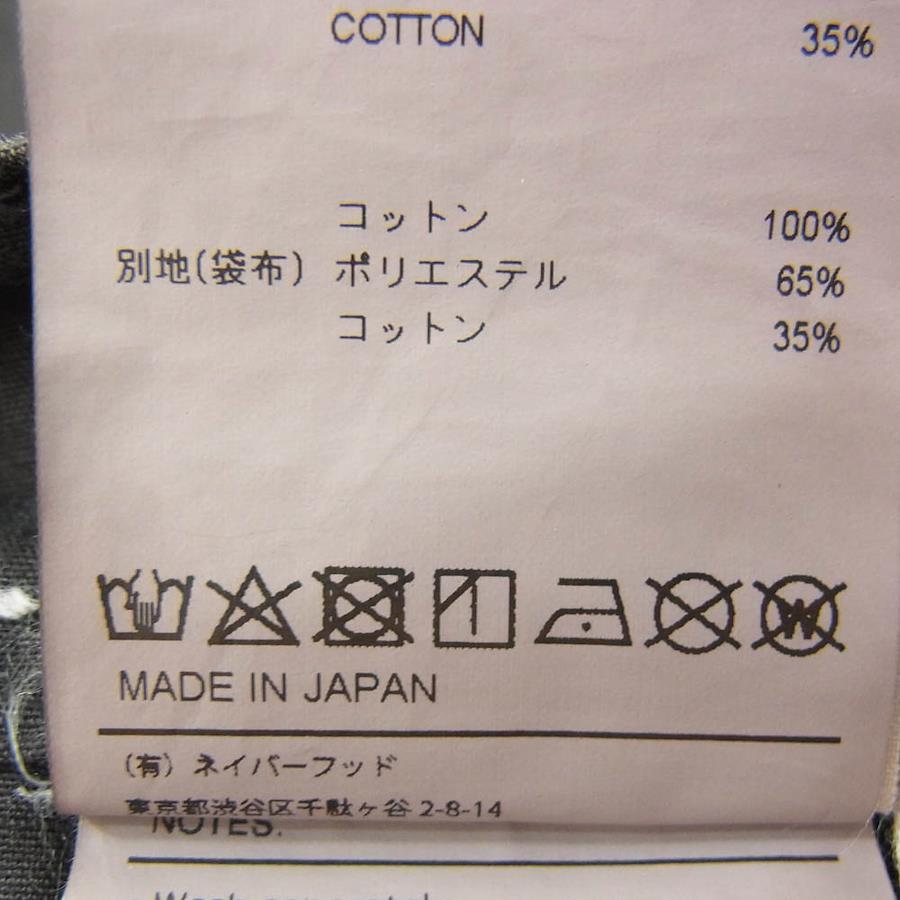 COTTON 35%
コットン 100%
別地(袋布) ポリエステル 65%
コットン 35%
W
MADE IN JAPAN
(有) ネイバーフッド
東京都渋谷区千駄ヶ谷 2-8-14
NOTES: